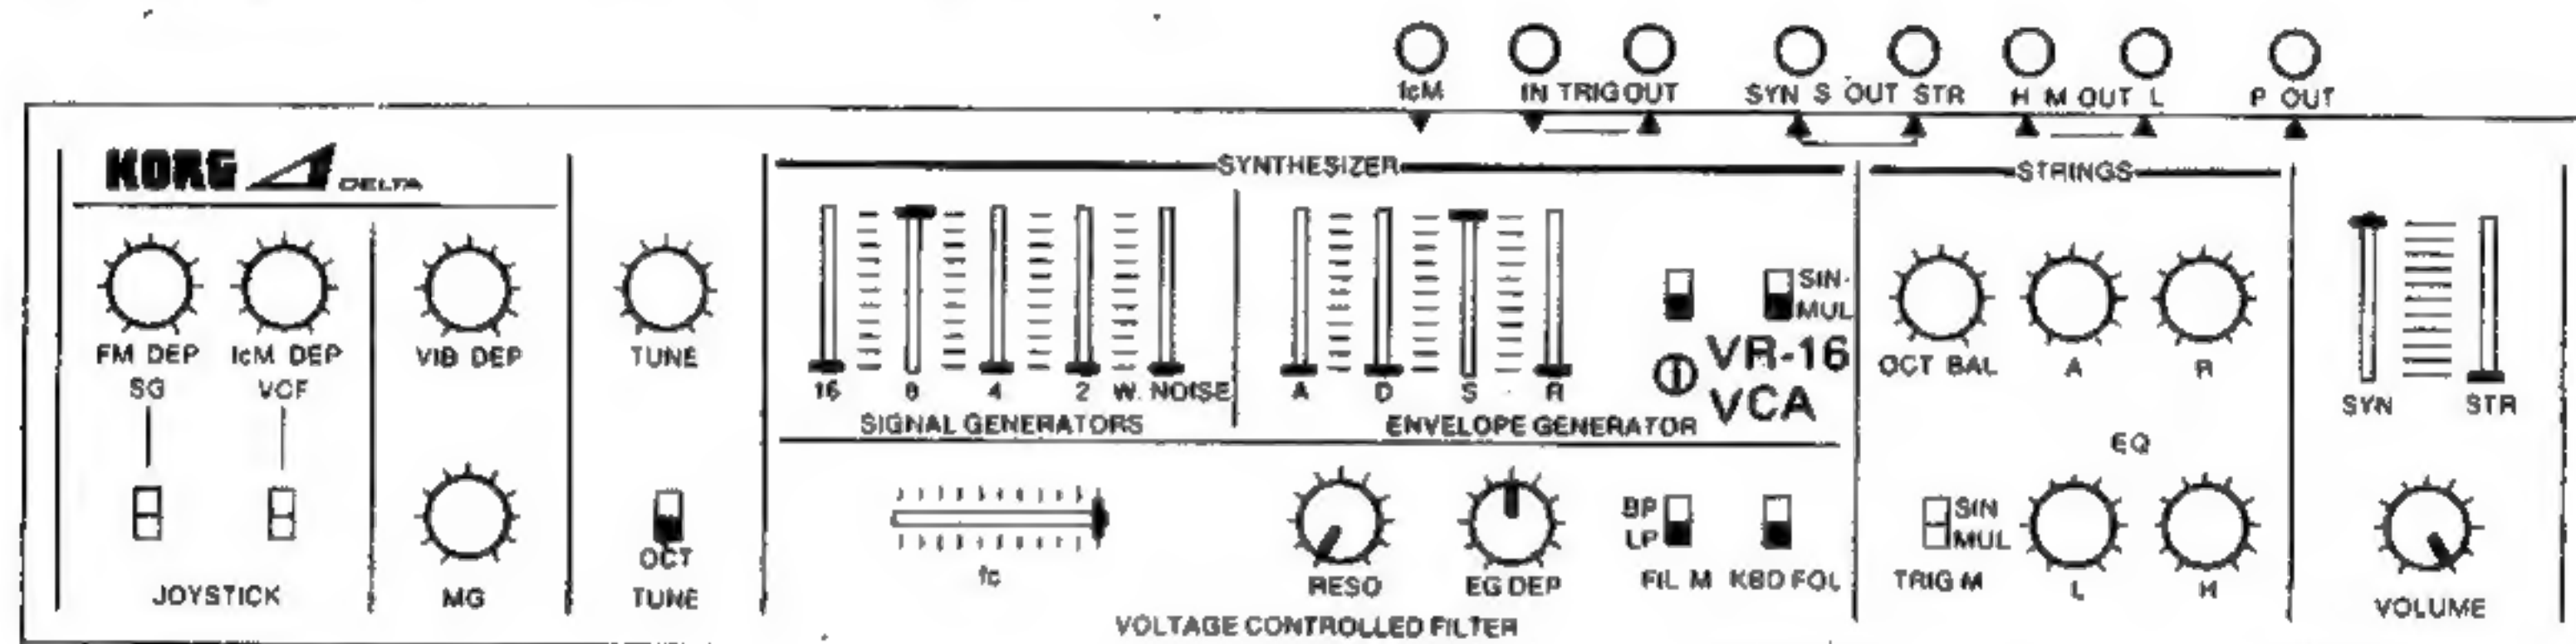 fcM IN TRIG OUT SYN S OUT STR H M OUT L P OUT
KORG DELTA
SYNTHESIZER
STRINGS
FM DEP fcM DEP VIB DEP TUNE
SG VCF
16 8 4 2 W. NOISE
SIGNAL GENERATORS
A D S R
ENVELOPE GENERATOR
SIN
MUL
① VR-16
VCA
OCT BAL A R
SYN STR
EQ
JOYSTICK
MG
OCT
TUNE
fc
RESO EG DEP
BP
LP
FIL M KBD FOL
VOLTAGE CONTROLLED FILTER
SIN
MUL
TRIG M
L H
VOLUME